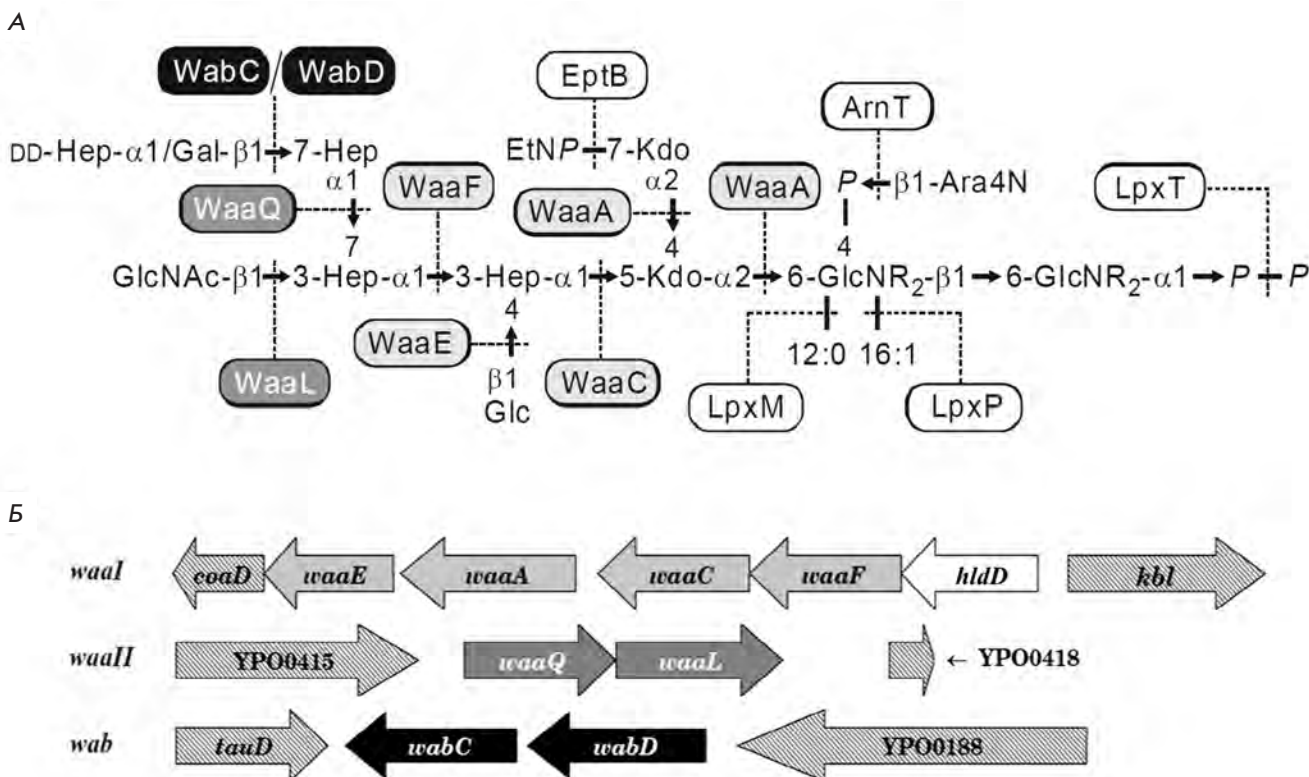 А
WabC / WabD
EptB
ArnT
DD-Hep-α1/Gal-β1 7-Hep
EtNP 7-Kdo
P β1-Ara4N
LpxT
WaaQ
α1
WaaF
WaaA
α2
WaaA
7
4
4
GlcNAc-β1 3-Hep-α1 3-Hep-α1 5-Kdo-α2 6-GlcNR2-β1 6-GlcNR2-α1 P P
4
WaaE
12:0 16:1
WaaL
β1
WaaC
LpxM
LpxP
Glc
Б
waaI coaD waaE waaA waaC waaF hldD kbl
waaII YPO0415 waaQ waaL ← YPO0418
wab tauD wabC wabD YPO0188